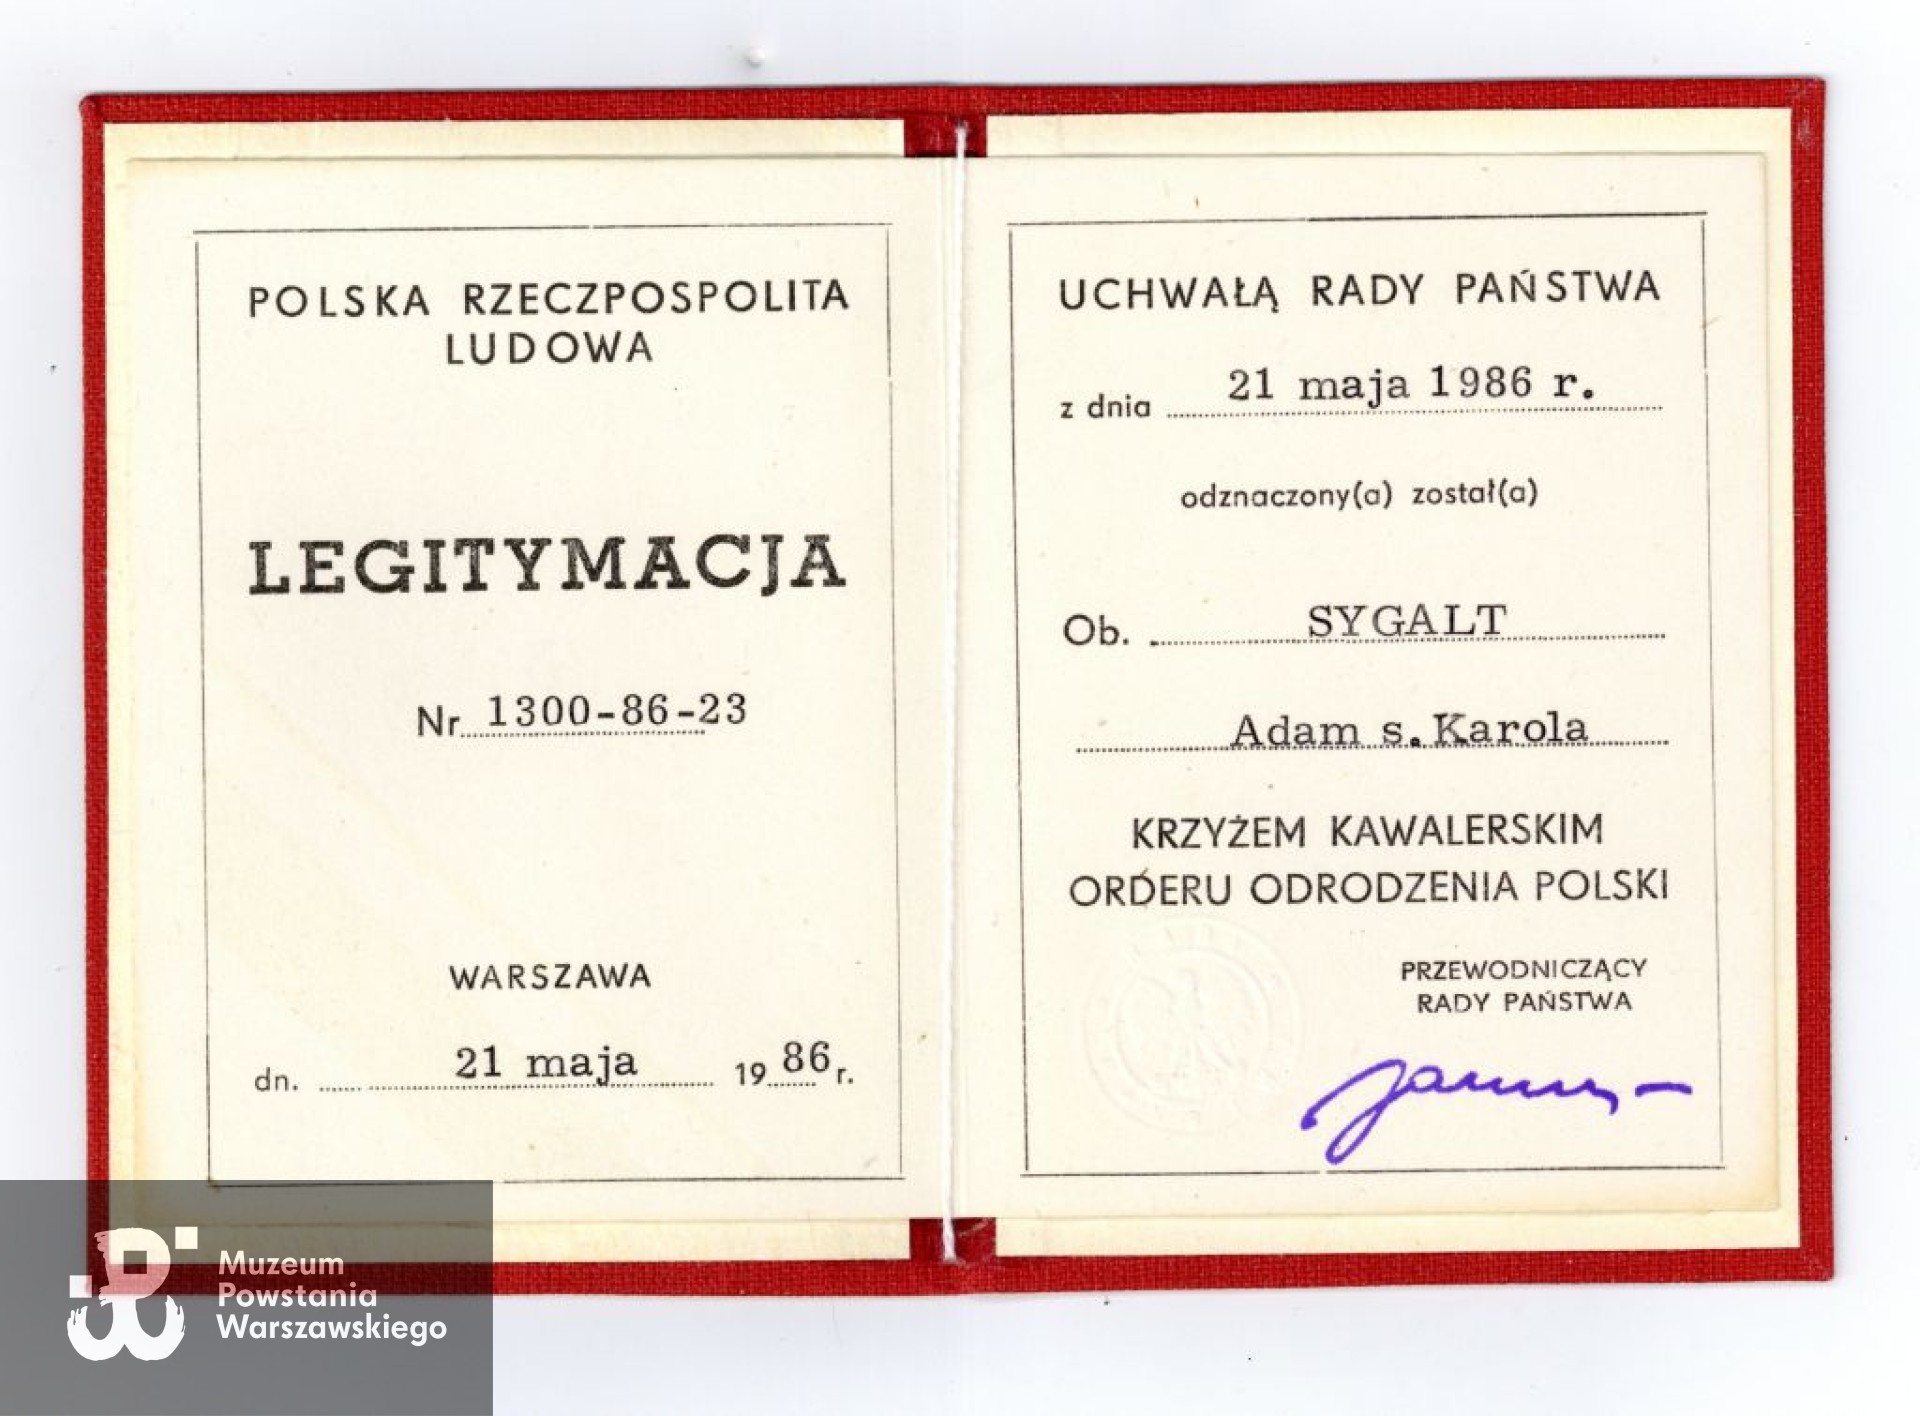 POLSKA RZECZPOSPOLITA
LUDOWA
LEGITYMACJA
Nr 1300-86-23
WARSZAWA
dn. 21 maja 1986 r.
UCHWAŁĄ RADY PAŃSTWA
z dnia 21 maja 1986 r.
odznaczony(a) został(a)
Ob. SYGALT
Adam s. Karola
KRZYŻEM KAWALERSKIM
ORDERU ODRODZENIA POLSKI
PRZEWODNICZĄCY
RADY PAŃSTWA
Muzeum
Powstania
Warszawskiego